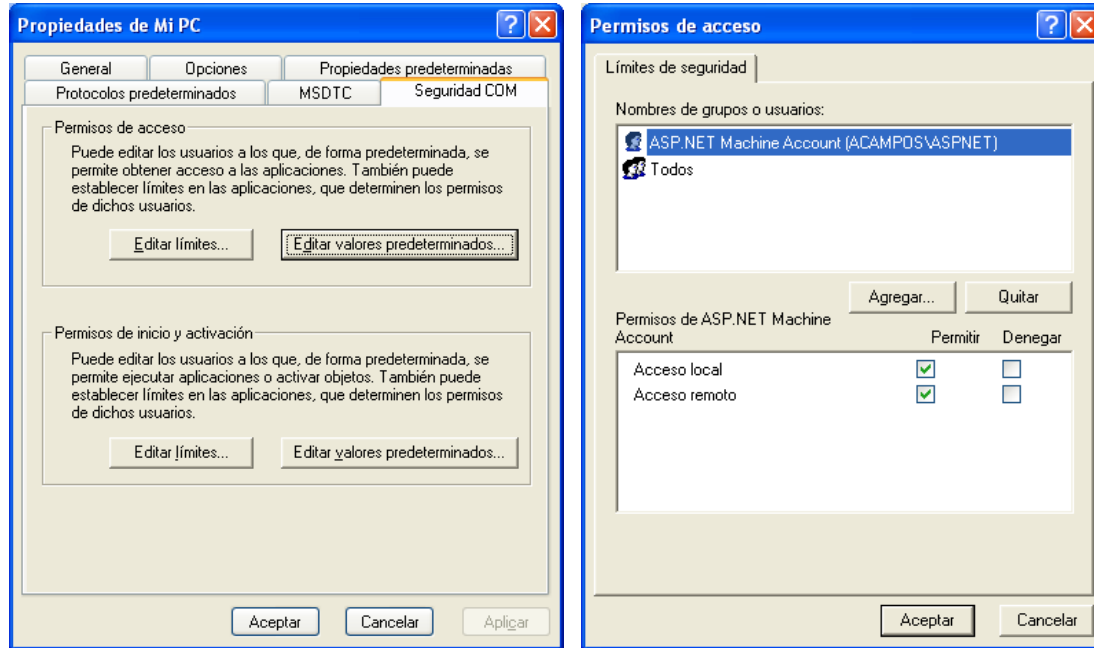 Propiedades de Mi PC
General
Opciones
Propiedades predeterminadas
Protocolos predeterminados
MSDTC
Seguridad COM
Permisos de acceso
Puede editar los usuarios a los que, de forma predeterminada, se
permite obtener acceso a las aplicaciones. También puede
establecer límites en las aplicaciones, que determinen los permisos
de dichos usuarios.
Editar límites...
Editar valores predeterminados...
Permisos de inicio y activación
Puede editar los usuarios a los que, de forma predeterminada, se
permite ejecutar aplicaciones o activar objetos. También puede
establecer límites en las aplicaciones, que determinen los permisos
de dichos usuarios.
Editar límites...
Editar valores predeterminados...
Aceptar
Cancelar
Aplicar
Permisos de acceso
Límites de seguridad
Nombres de grupos o usuarios:
ASP.NET Machine Account (ACAMPOS\ASPNET)
Todos
Agregar...
Quitar
Permisos de ASP.NET Machine
Account
Permitir
Denegar
Acceso local
Acceso remoto
Aceptar
Cancelar